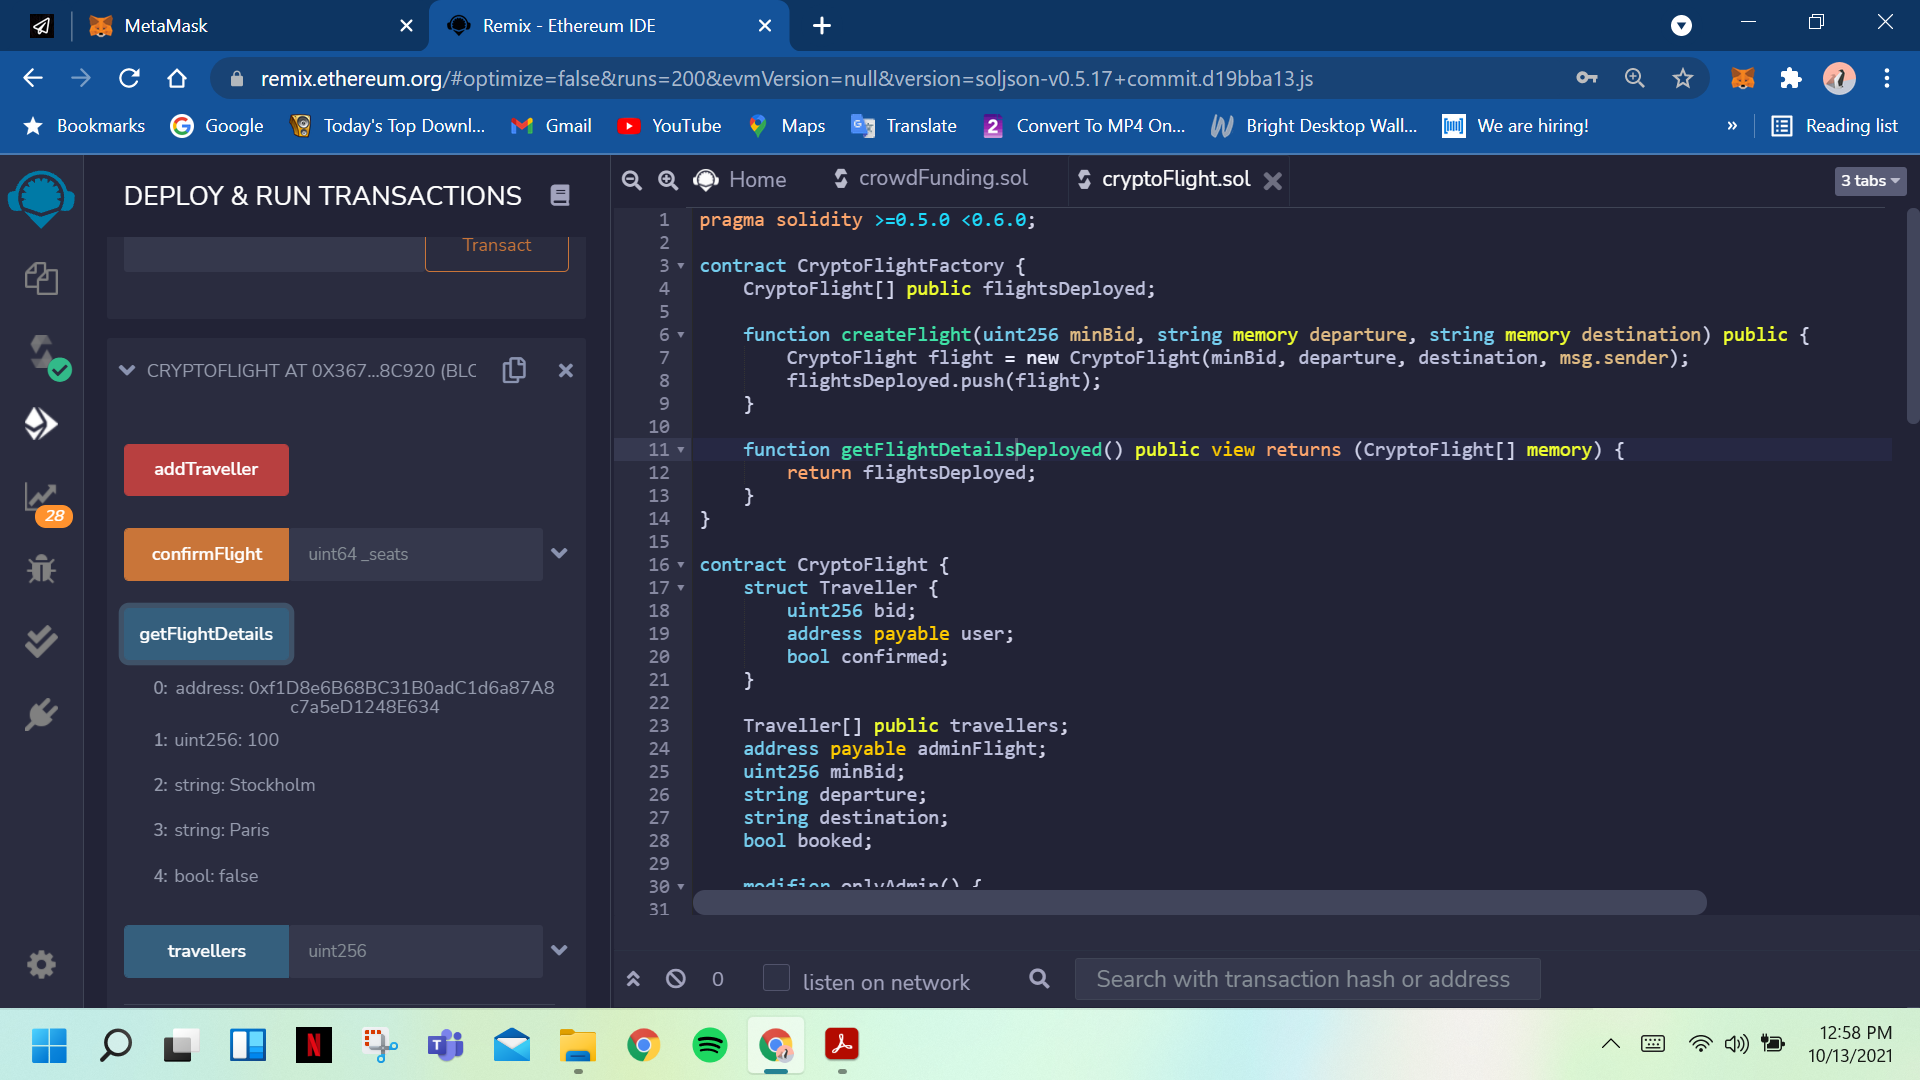 MetaMask
Remix - Ethereum IDE
remix.ethereum.org/#optimize=false&runs=200&evmVersion=null&version=soljson-v0.5.17+commit.d19bba13.js
Bookmarks
Google
Today's Top Downl...
Gmail
YouTube
Maps
Translate
2
Convert To MP4 On...
Bright Desktop Wall...
We are hiring!
»
Reading list
DEPLOY & RUN TRANSACTIONS
Transact
CRYPTOFLIGHT AT 0X367...8C920 (BLC
addTraveller
confirmFlight
uint64 _seats
28
getFlightDetails
0: address: 0xf1D8e6B68BC31B0adC1d6a87A8
c7a5eD1248E634
1: uint256: 100
2: string: Stockholm
3: string: Paris
4: bool: false
travellers
uint256
Home
crowdFunding.sol
cryptoFlight.sol
3 tabs
1 pragma solidity >=0.5.0 <0.6.0;
2
3 contract CryptoFlightFactory {
4 CryptoFlight[] public flightsDeployed;
5
6 function createFlight(uint256 minBid, string memory departure, string memory destination) public {
7 CryptoFlight flight = new CryptoFlight(minBid, departure, destination, msg.sender);
8 flightsDeployed.push(flight);
9 }
10
11 function getFlightDetailsDeployed() public view returns (CryptoFlight[] memory) {
12 return flightsDeployed;
13 }
14 }
15
16 contract CryptoFlight {
17 struct Traveller {
18 uint256 bid;
19 address payable user;
20 bool confirmed;
21 }
22
23 Traveller[] public travellers;
24 address payable adminFlight;
25 uint256 minBid;
26 string departure;
27 string destination;
28 bool booked;
29
30 modifier onlyAdmin() {
31
0
listen on network
Search with transaction hash or address
12:58 PM
10/13/2021